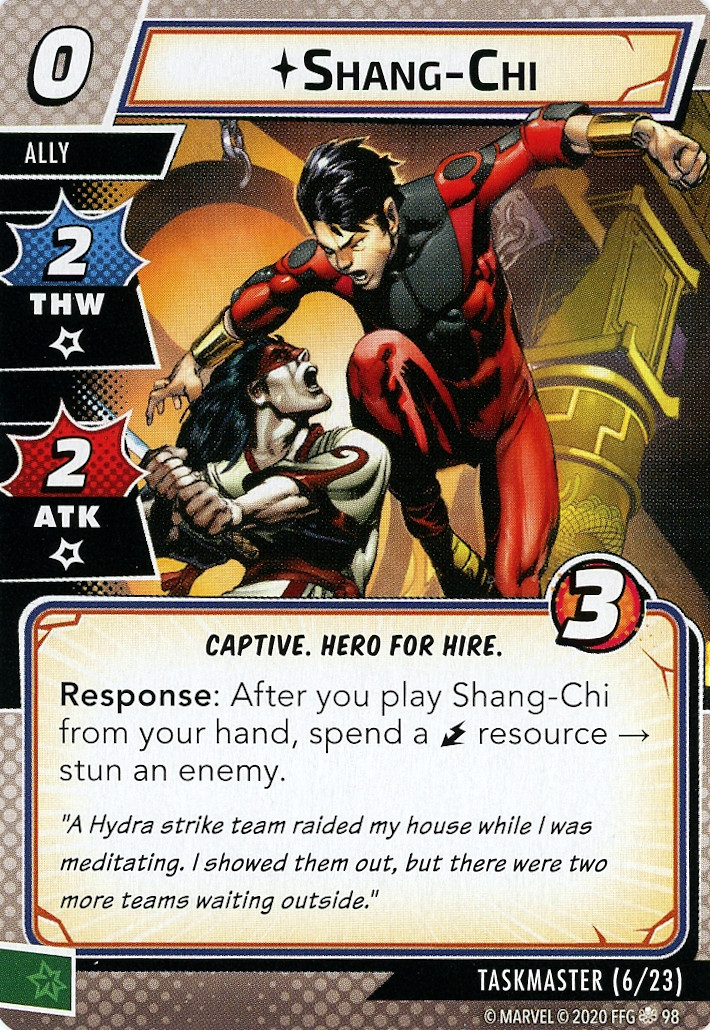 0
SHANG-CHI
ALLY
2
THW
2
ATK
3
CAPTIVE. HERO FOR HIRE.
Response: After you play Shang-Chi
from your hand, spend a resource →
stun an enemy.
"A Hydra strike team raided my house while I was
meditating. I showed them out, but there were two
more teams waiting outside."
TASKMASTER (6/23)
© MARVEL © 2020 FFG 98